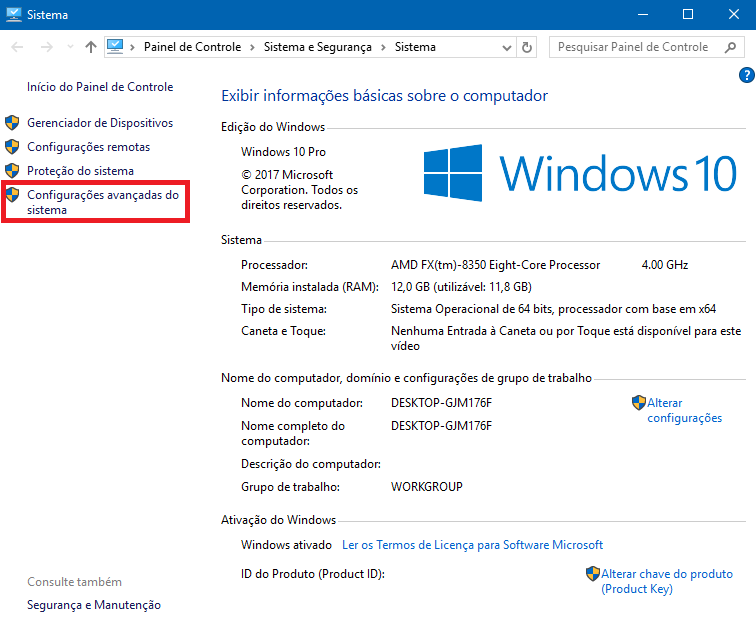 Sistema
Painel de Controle > Sistema e Segurança > Sistema
Pesquisar Painel de Controle
?
Início do Painel de Controle
Gerenciador de Dispositivos
Configurações remotas
Proteção do sistema
Configurações avançadas do
sistema
Consulte também
Segurança e Manutenção
Exibir informações básicas sobre o computador
Edição do Windows
Windows 10 Pro
© 2017 Microsoft
Corporation. Todos os
direitos reservados.
Windows 10
Sistema
Processador: AMD FX(tm)-8350 Eight-Core Processor 4.00 GHz
Memória instalada (RAM): 12,0 GB (utilizável: 11,8 GB)
Tipo de sistema: Sistema Operacional de 64 bits, processador com base em x64
Caneta e Toque: Nenhuma Entrada à Caneta ou por Toque está disponível para este
vídeo
Nome do computador, domínio e configurações de grupo de trabalho
Nome do computador: DESKTOP-GJM176F
Alterar
configurações
Nome completo do
computador:
DESKTOP-GJM176F
Descrição do computador:
Grupo de trabalho: WORKGROUP
Ativação do Windows
Windows ativado Ler os Termos de Licença para Software Microsoft
ID do Produto (Product ID):
Alterar chave do produto
(Product Key)